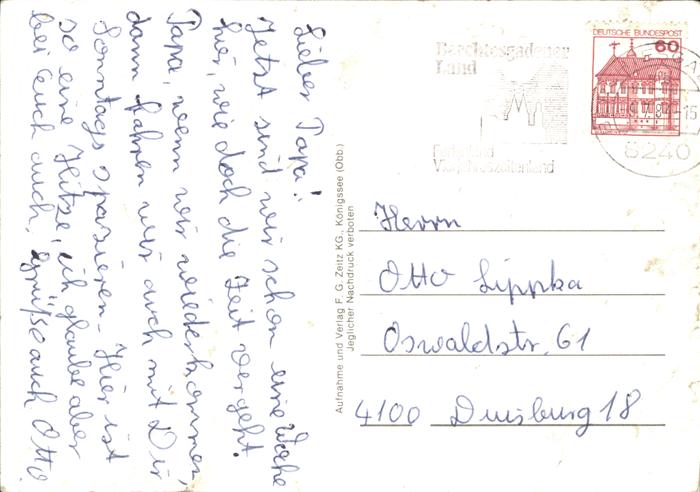 Lieber Papa!
Jetzt sind wir schon eine Woche
hier, wie doch die Zeit vergeht!
Papa, wenn wir wiederkommen,
dann fahren wir auch mit Dir
Sonntags spazieren - Hier ist
so eine Hitze, ich glaube aber
bei Euch auch, grüße auch Otto.
Aufnahme und Verlag F. G. Zeitz KG., Königssee (Obb.)
Jeglicher Nachdruck verboten
Berchtesgadener
Land
Ferienland
Vierjahreszeitenland
DEUTSCHE BUNDESPOST
60
8240
Herrn
Otto Lippka
Oswaldstr. 61
4100 Duisburg 18